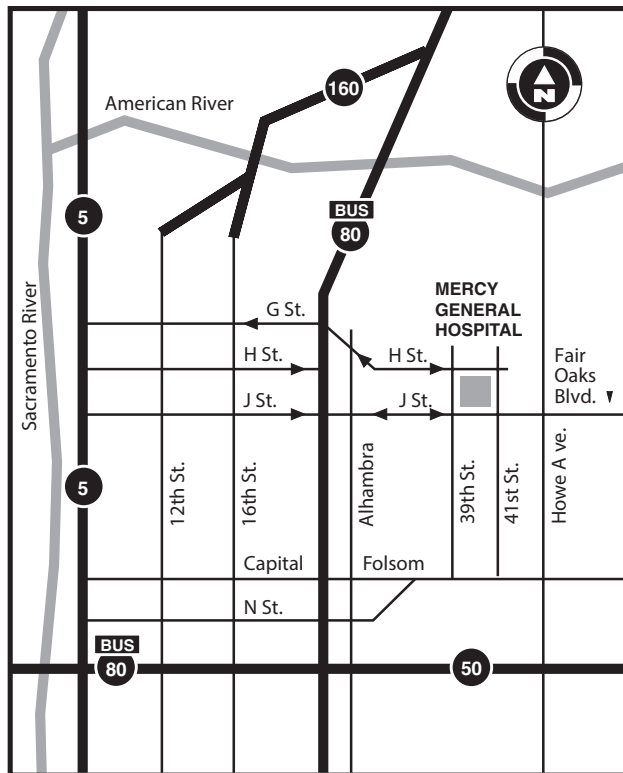 160
N
American River
5
BUS
80
Sacramento River
MERCY
GENERAL
HOSPITAL
G St.
H St.
H St.
Fair
Oaks
Blvd.
J St.
J St.
5
12th St.
16th St.
Alhambra
39th St.
41st St.
Howe A ve.
Capital
Folsom
N St.
BUS
80
50